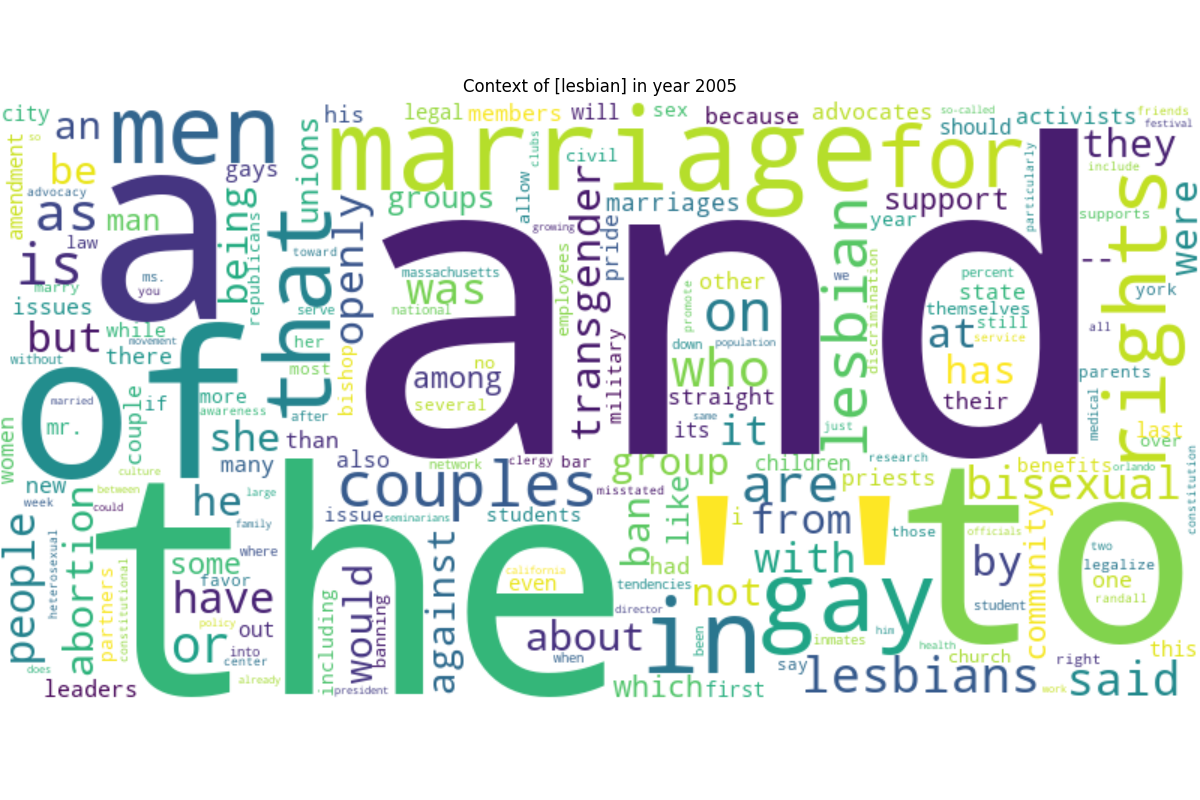 Context of [lesbian] in year 2005
city
an
men
his
legal
members
will
sex
because
advocates
so-called
should
activists
friends
festival
amendment
so
be
gays
unions
marriage
for
clubs
civil
they
include
advocacy
as
man
a
being
republicans
groups
allow
growing
marriages
pride
support
year
particularly
supports
rights
were
law
is
marry
ms.
you
that
toward
openly
massachusetts
was
national
and
transgender
employees
other
on
promote
population
down
lesbian
we
discrimination
percent
state
themselves
at
still
service
has
their
--
york
all
issues
but
while
movement
there
without
serve
her
most
bishop
among
no
several
military
who
straight
same
its
it
just
parents
medical
last
over
of
married
mr.
couple
if
more
awareness
after
she
than
women
many
culture
new
week
between
could
he
large
family
where
also
network
clergy
bar
misstated
couples
issue
seminarians
students
group
children
priests
are
benefits
orlando
bisexual
constitution
people
heterosexual
abortion
partners
constitutional
the
some
favor
have
policy
or
out
into
center
already
does
leaders
including
would
banning
president
against
california
even
about
when
director
ban
like
had
tendencies
'
i
'
from
with
not
gay
in
been
inmates
him
which
first
say
lesbians
those
officials
to
by
student
community
two
legalize
one
randall
health
church
right
this
work
said
research